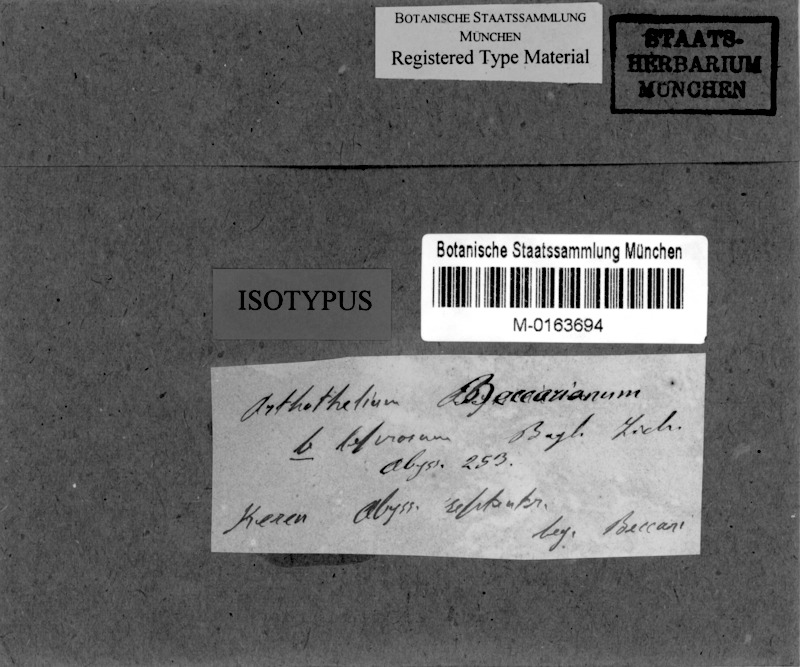 BOTANISCHE STAATSSAMMLUNG
MÜNCHEN
Registered Type Material
STAATS-
HERBARIUM
MÜNCHEN
Botanische Staatssammlung München
M-0163694
ISOTYPUS
Arthothelium Beccarianum
b Bagl. Lich.
Abyss. 253.
Keren Abyss. septentr.
leg. Beccari